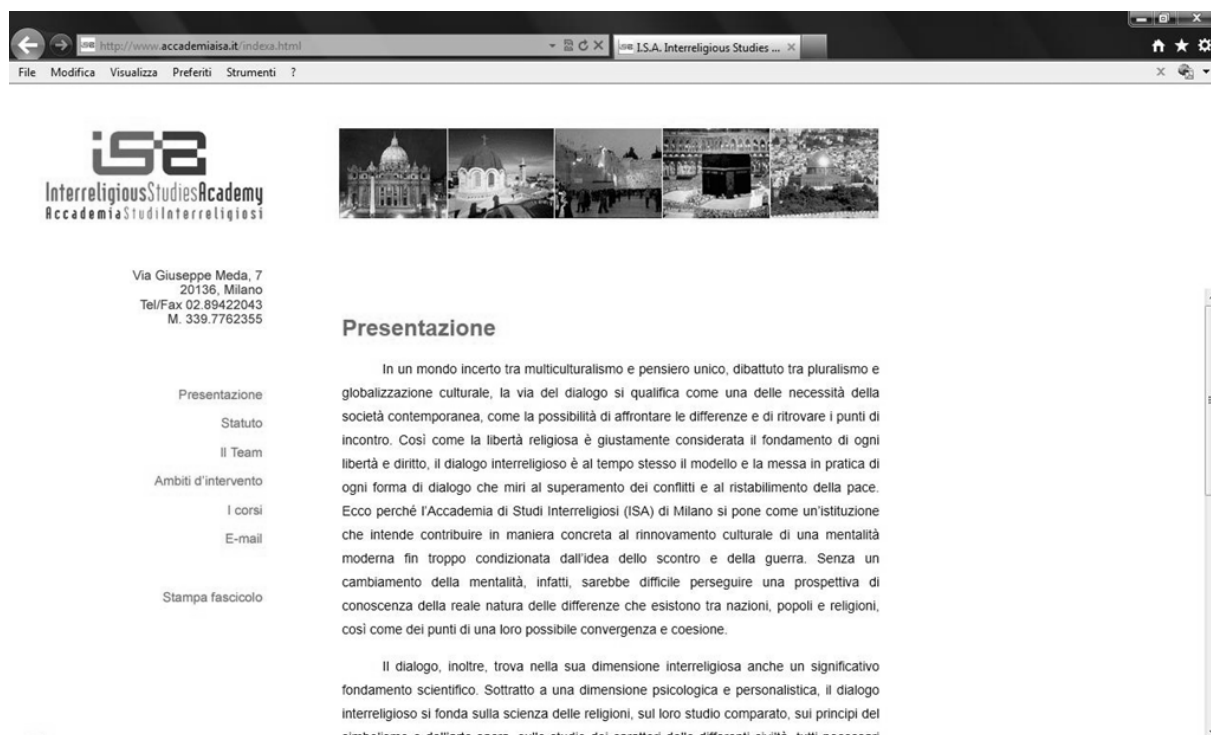 http://www.accademiaisa.it/indexa.html
isa I.S.A. Interreligious Studies ...
File Modifica Visualizza Preferiti Strumenti ?
isa
InterreligiousStudiesAcademy
AccademiaStudiInterreligiosi
Via Giuseppe Meda, 7
20136, Milano
Tel/Fax 02.89422043
M. 339.7762355
Presentazione
Statuto
Il Team
Ambiti d'intervento
I corsi
E-mail
Stampa fascicolo
Presentazione
In un mondo incerto tra multiculturalismo e pensiero unico, dibattuto tra pluralismo e
globalizzazione culturale, la via del dialogo si qualifica come una delle necessità della
società contemporanea, come la possibilità di affrontare le differenze e di ritrovare i punti di
incontro. Così come la libertà religiosa è giustamente considerata il fondamento di ogni
libertà e diritto, il dialogo interreligioso è al tempo stesso il modello e la messa in pratica di
ogni forma di dialogo che miri al superamento dei conflitti e al ristabilimento della pace.
Ecco perché l'Accademia di Studi Interreligiosi (ISA) di Milano si pone come un'istituzione
che intende contribuire in maniera concreta al rinnovamento culturale di una mentalità
moderna fin troppo condizionata dall'idea dello scontro e della guerra. Senza un
cambiamento della mentalità, infatti, sarebbe difficile perseguire una prospettiva di
conoscenza della reale natura delle differenze che esistono tra nazioni, popoli e religioni,
così come dei punti di una loro possibile convergenza e coesione.
Il dialogo, inoltre, trova nella sua dimensione interreligiosa anche un significativo
fondamento scientifico. Sottratto a una dimensione psicologica e personalistica, il dialogo
interreligioso si fonda sulla scienza delle religioni, sul loro studio comparato, sui principi del